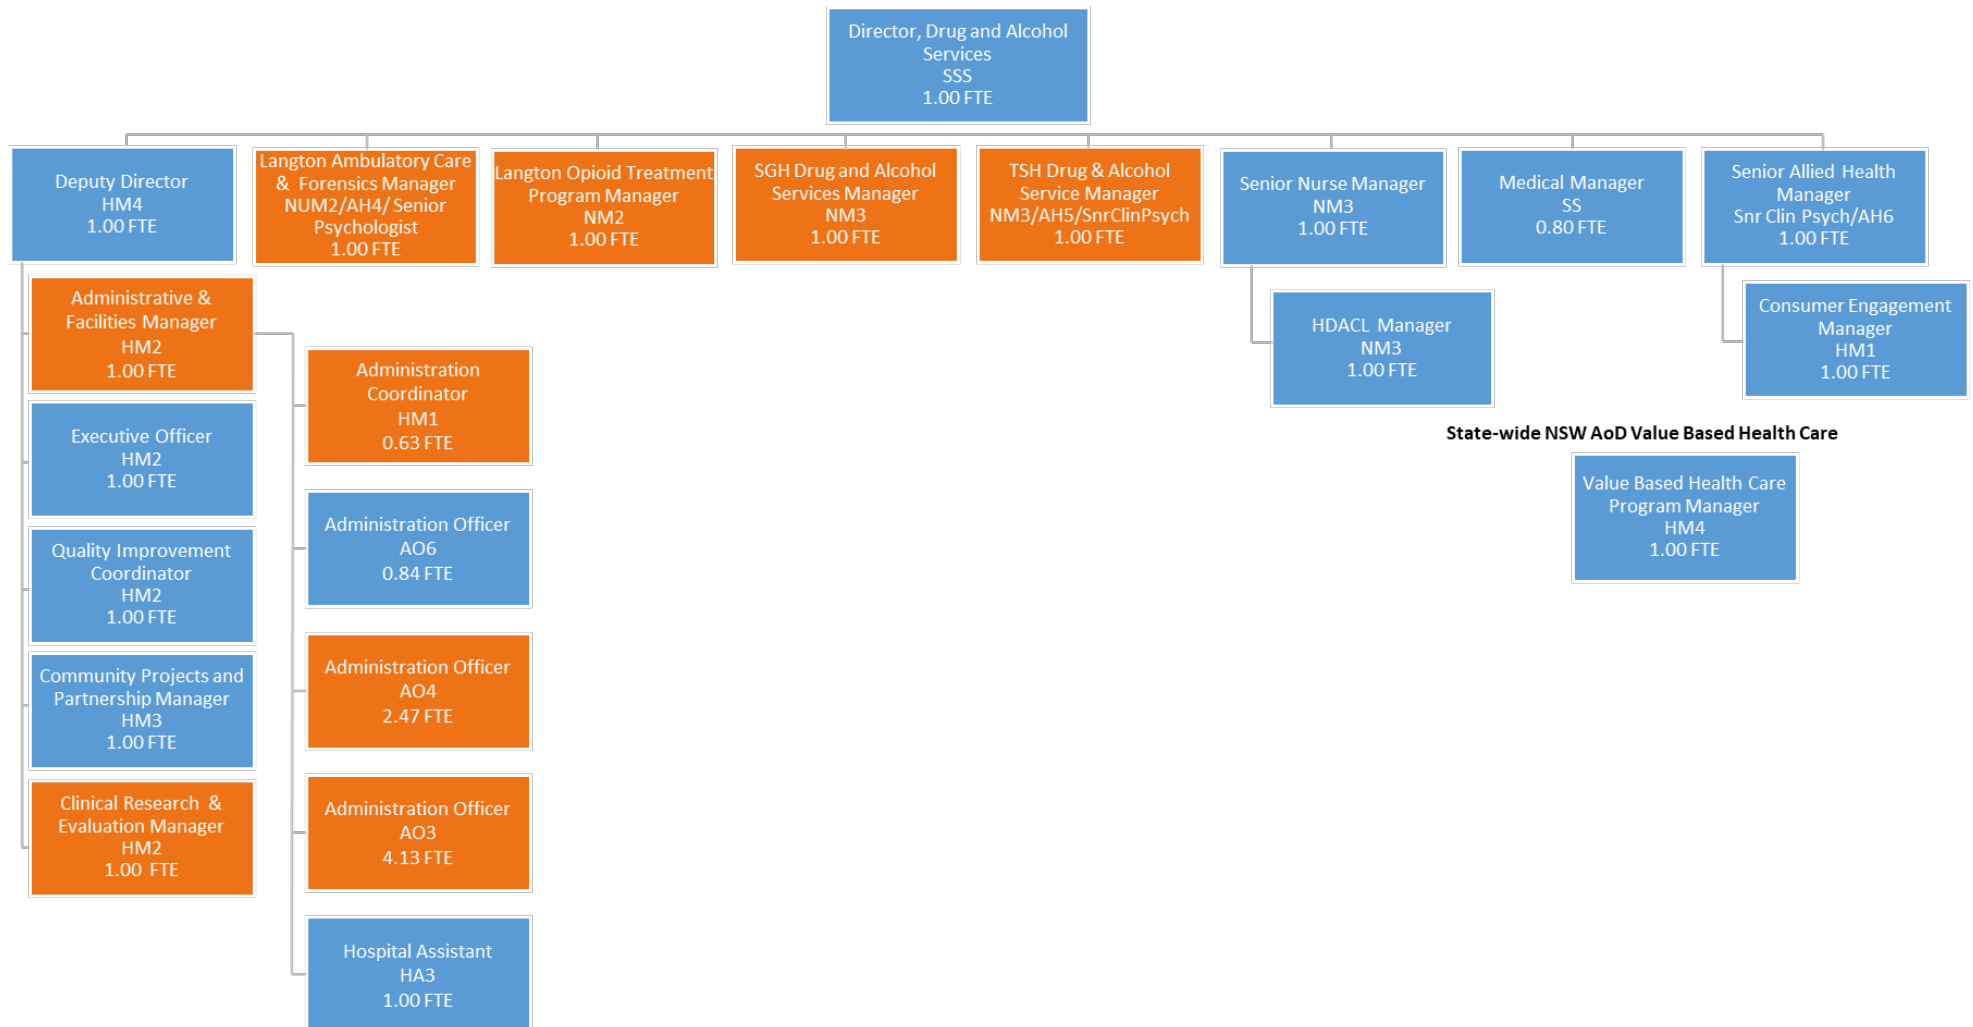 Director, Drug and Alcohol
Services
SSS
1.00 FTE
Deputy Director
HM4
1.00 FTE
Langton Ambulatory Care
& Forensics Manager
NUM2/AH4/ Senior
Psychologist
1.00 FTE
Langton Opioid Treatment
Program Manager
NM2
1.00 FTE
SGH Drug and Alcohol
Services Manager
NM3
1.00 FTE
TSH Drug & Alcohol
Service Manager
NM3/AH5/SnrClinPsych
1.00 FTE
Senior Nurse Manager
NM3
1.00 FTE
Medical Manager
SS
0.80 FTE
Senior Allied Health
Manager
Snr Clin Psych/AH6
1.00 FTE
Administrative &
Facilities Manager
HM2
1.00 FTE
Executive Officer
HM2
1.00 FTE
Quality Improvement
Coordinator
HM2
1.00 FTE
Community Projects and
Partnership Manager
HM3
1.00 FTE
Clinical Research &
Evaluation Manager
HM2
1.00 FTE
Administration
Coordinator
HM1
0.63 FTE
Administration Officer
AO6
0.84 FTE
Administration Officer
AO4
2.47 FTE
Administration Officer
AO3
4.13 FTE
Hospital Assistant
HA3
1.00 FTE
HDACL Manager
NM3
1.00 FTE
Consumer Engagement
Manager
HM1
1.00 FTE
State-wide NSW AoD Value Based Health Care
Value Based Health Care
Program Manager
HM4
1.00 FTE